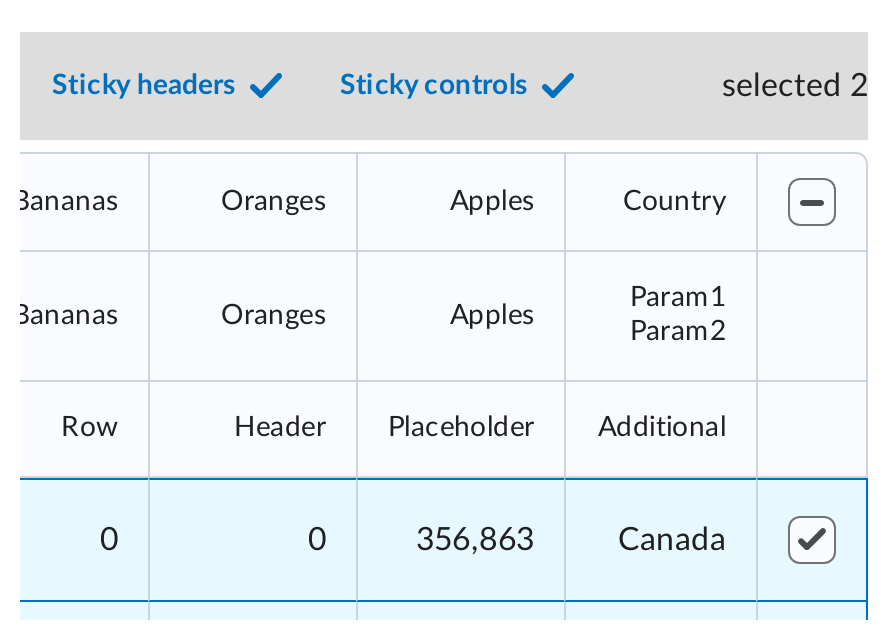 Sticky headers Sticky controls selected 2
Bananas Oranges Apples Country
Bananas Oranges Apples Param1
Param2
Row Header Placeholder Additional
0 0 356,863 Canada